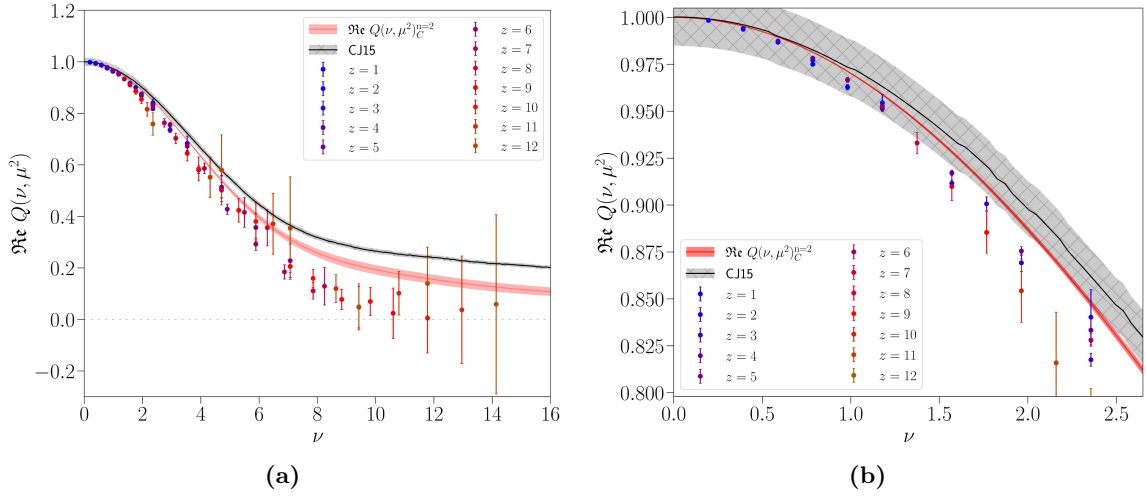 1.2
1.0
0.8
0.6
0.4
0.2
0.0
−0.2
0 2 4 6 8 10 12 14 16
ν
ℜe Q(ν, μ²)
ℜe Q(ν, μ²)_C^{n=2}
CJ15
z = 1
z = 2
z = 3
z = 4
z = 5
z = 6
z = 7
z = 8
z = 9
z = 10
z = 11
z = 12
(a)
1.000
0.975
0.950
0.925
0.900
0.875
0.850
0.825
0.800
0.0 0.5 1.0 1.5 2.0 2.5
ν
ℜe Q(ν, μ²)
ℜe Q(ν, μ²)_C^{n=2}
CJ15
z = 1
z = 2
z = 3
z = 4
z = 5
z = 6
z = 7
z = 8
z = 9
z = 10
z = 11
z = 12
(b)